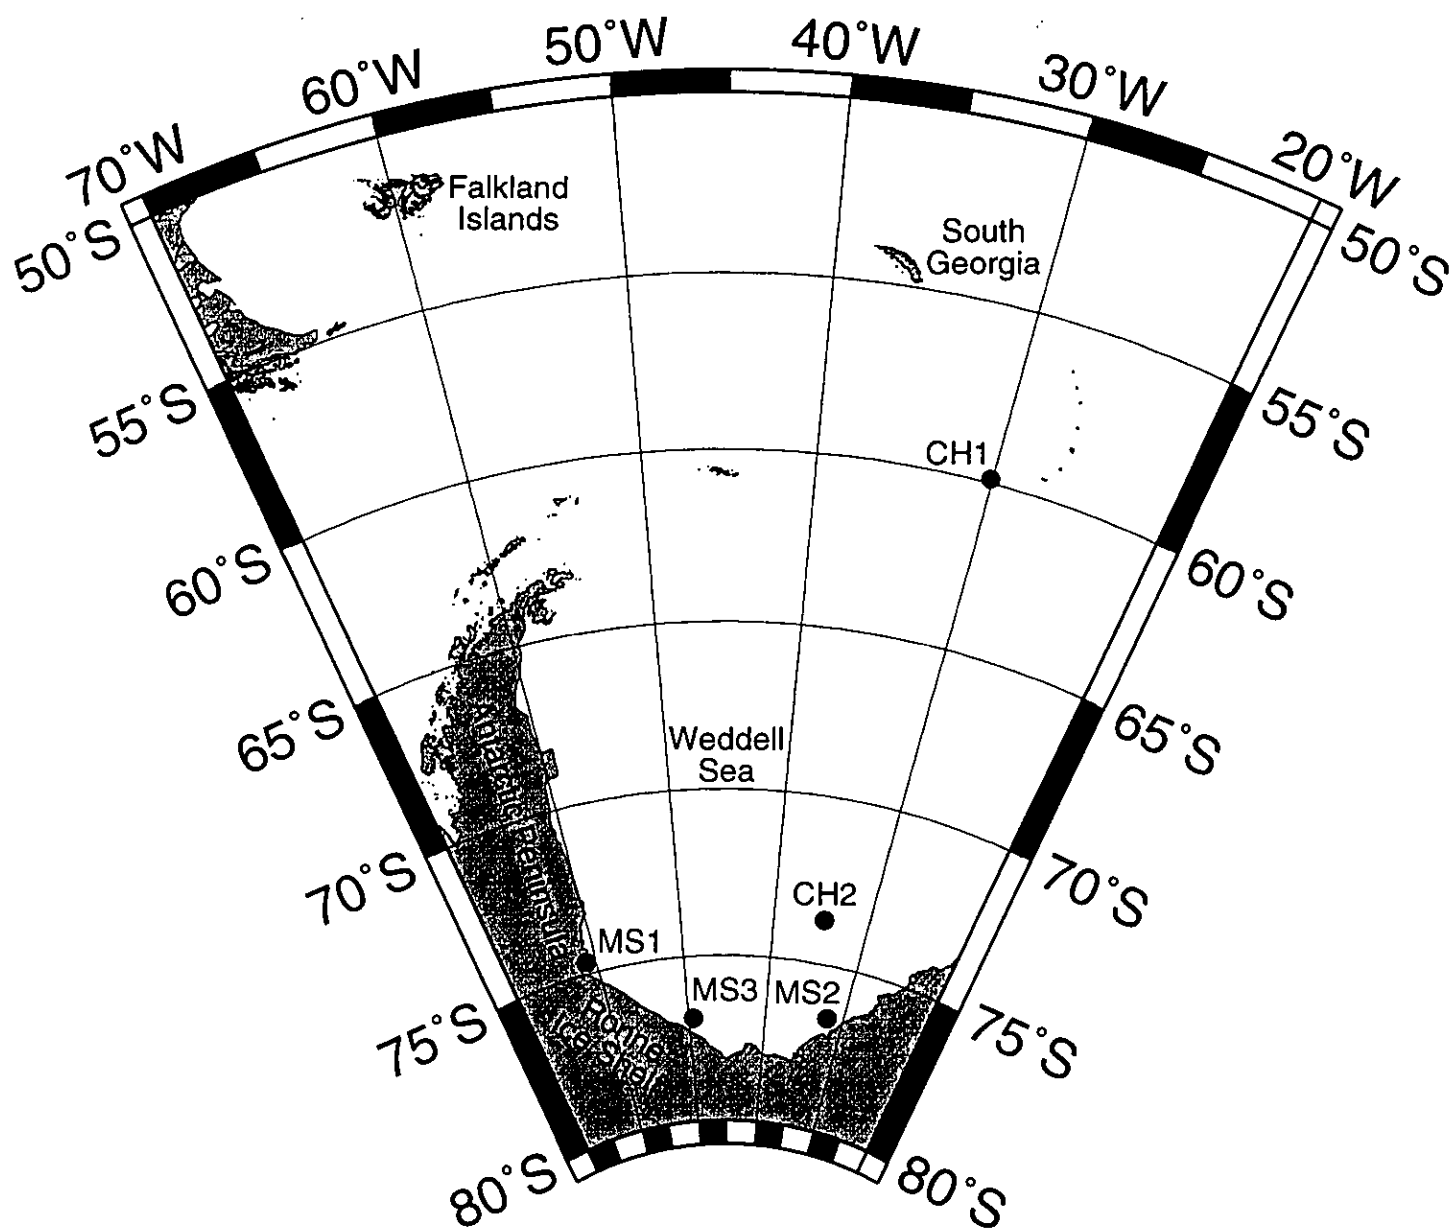 50˚W
40˚W
60˚W
30˚W
70˚W
20˚W
50˚S
50˚S
Falkland
Islands
South
Georgia
55˚S
55˚S
CH1
60˚S
60˚S
65˚S
65˚S
Antarctic Peninsula
Weddell
Sea
70˚S
70˚S
CH2
MS1
MS3
MS2
75˚S
75˚S
Ronne
Ice Shelf
80˚S
80˚S